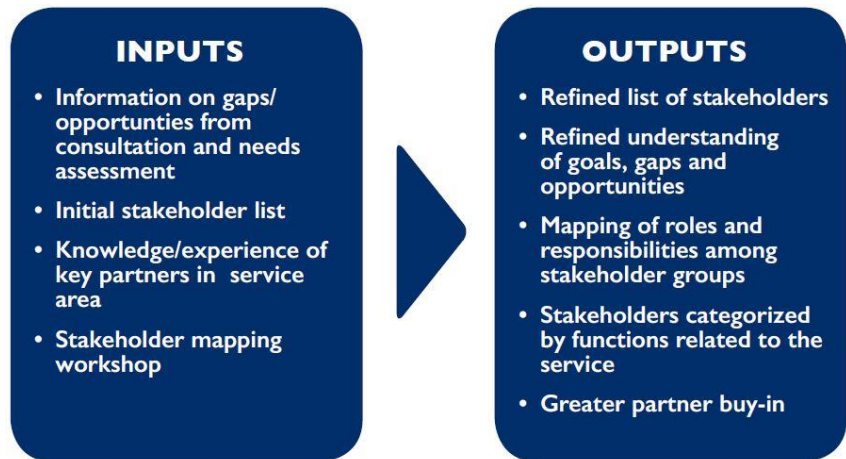 INPUTS
• Information on gaps/
opportunties from
consultation and needs
assessment
• Initial stakeholder list
• Knowledge/experience of
key partners in service
area
• Stakeholder mapping
workshop
OUTPUTS
• Refined list of stakeholders
• Refined understanding
of goals, gaps and
opportunities
• Mapping of roles and
responsibilities among
stakeholder groups
• Stakeholders categorized
by functions related to the
service
• Greater partner buy-in